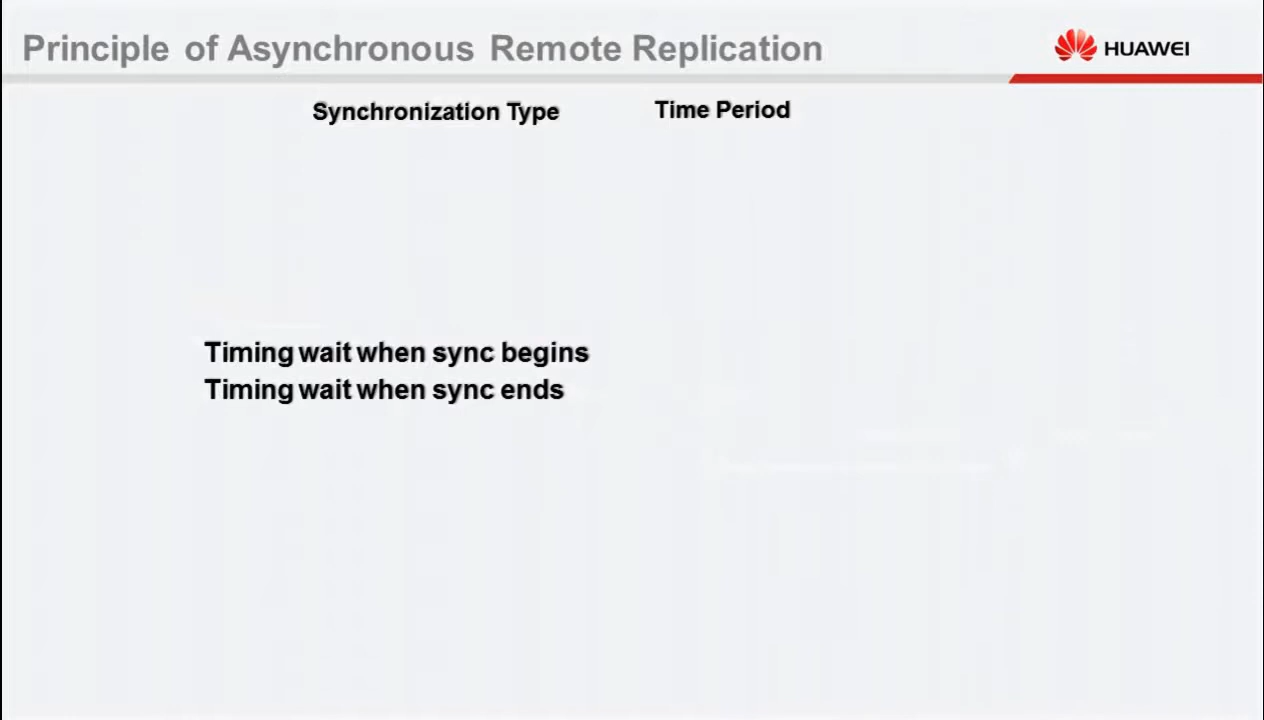 Principle of Asynchronous Remote Replication
HUAWEI
Synchronization Type
Time Period
Timing wait when sync begins
Timing wait when sync ends